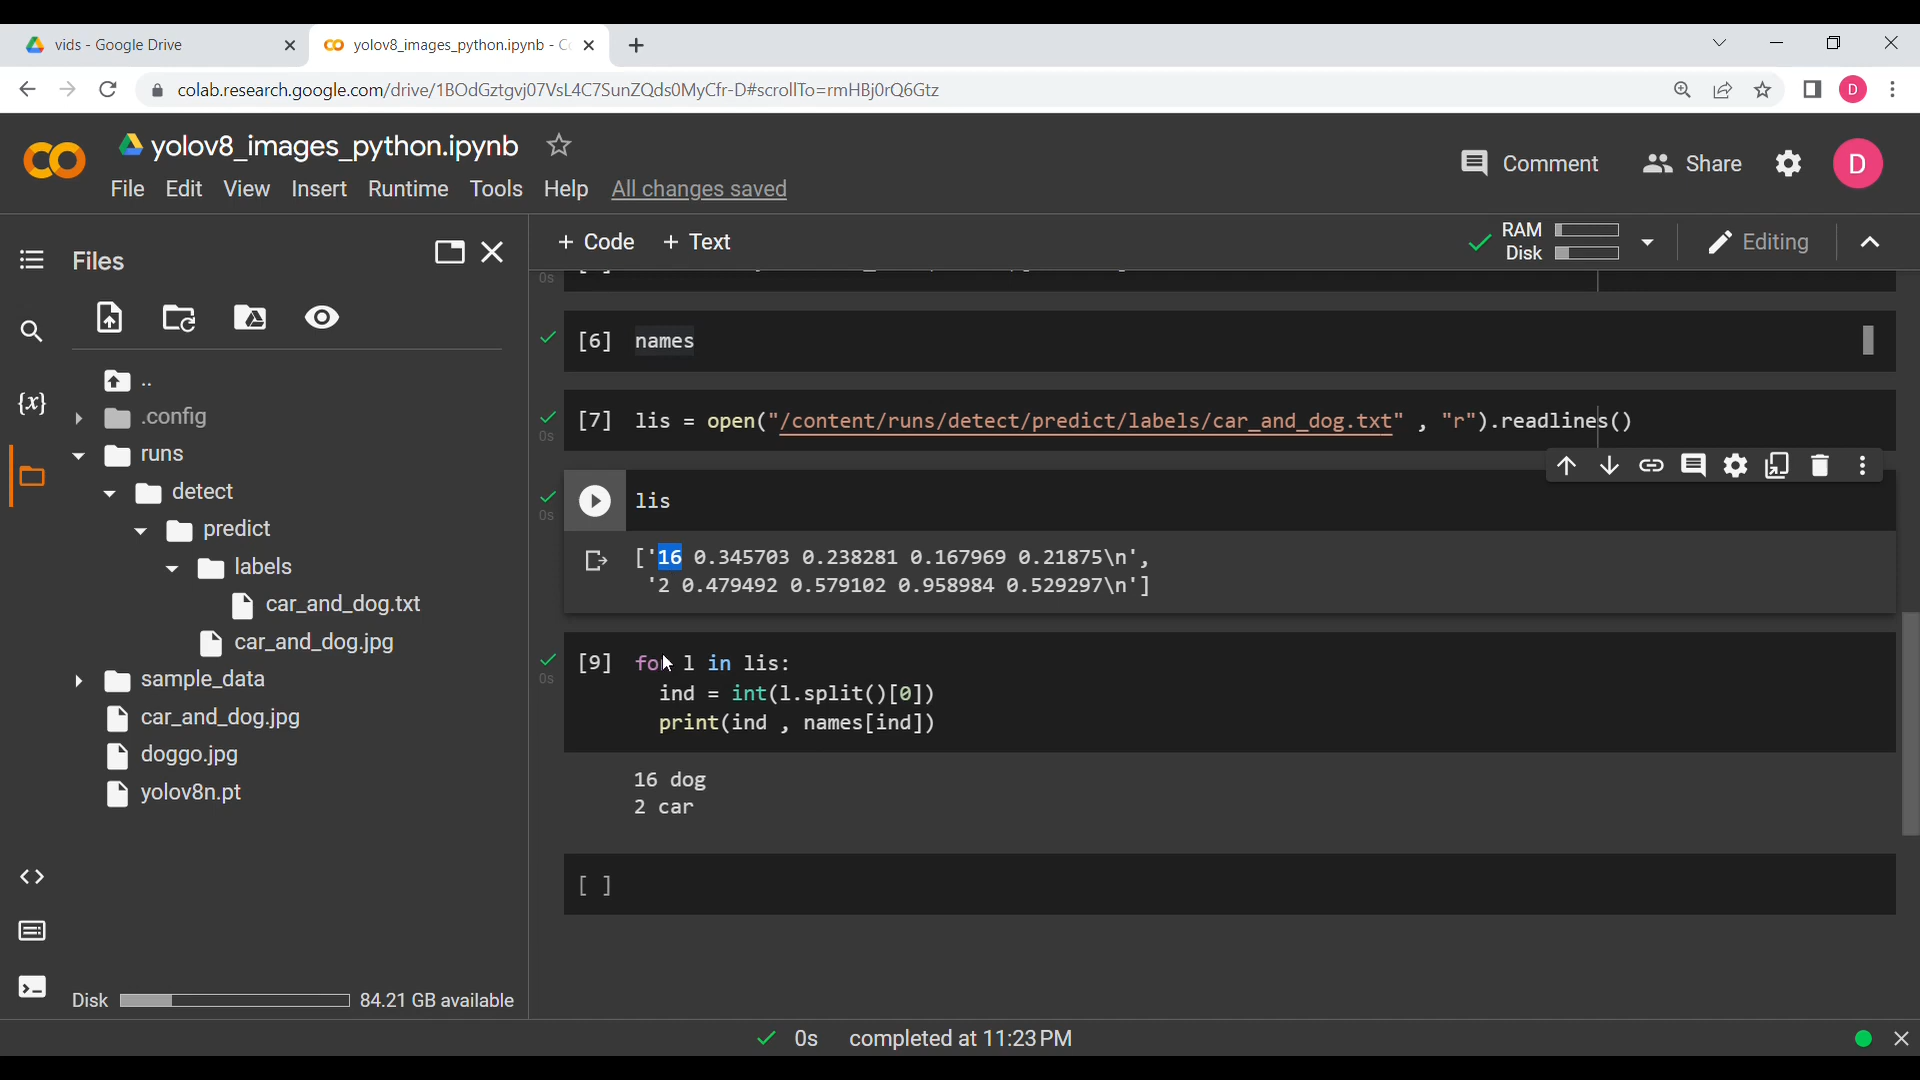 vids - Google Drive
yolov8_images_python.ipynb - C
colab.research.google.com/drive/1BOdGztgvj07VsL4C7SunZQds0MyCfr-D#scrollTo=rmHBj0rQ6Gtz
D
yolov8_images_python.ipynb
Comment
Share
D
File Edit View Insert Runtime Tools Help All changes saved
Files
+ Code + Text
RAM
Disk
Editing
..
.config
runs
detect
predict
labels
car_and_dog.txt
car_and_dog.jpg
sample_data
car_and_dog.jpg
doggo.jpg
yolov8n.pt
Disk 84.21 GB available
{x}
0s
[6] names
[7] lis = open("/content/runs/detect/predict/labels/car_and_dog.txt" , "r").readlines()
0s
lis
0s
['16 0.345703 0.238281 0.167969 0.21875\n',
'2 0.479492 0.579102 0.958984 0.529297\n']
[9] for l in lis:
0s
ind = int(l.split()[0])
print(ind , names[ind])
16 dog
2 car
[ ]
0s completed at 11:23 PM